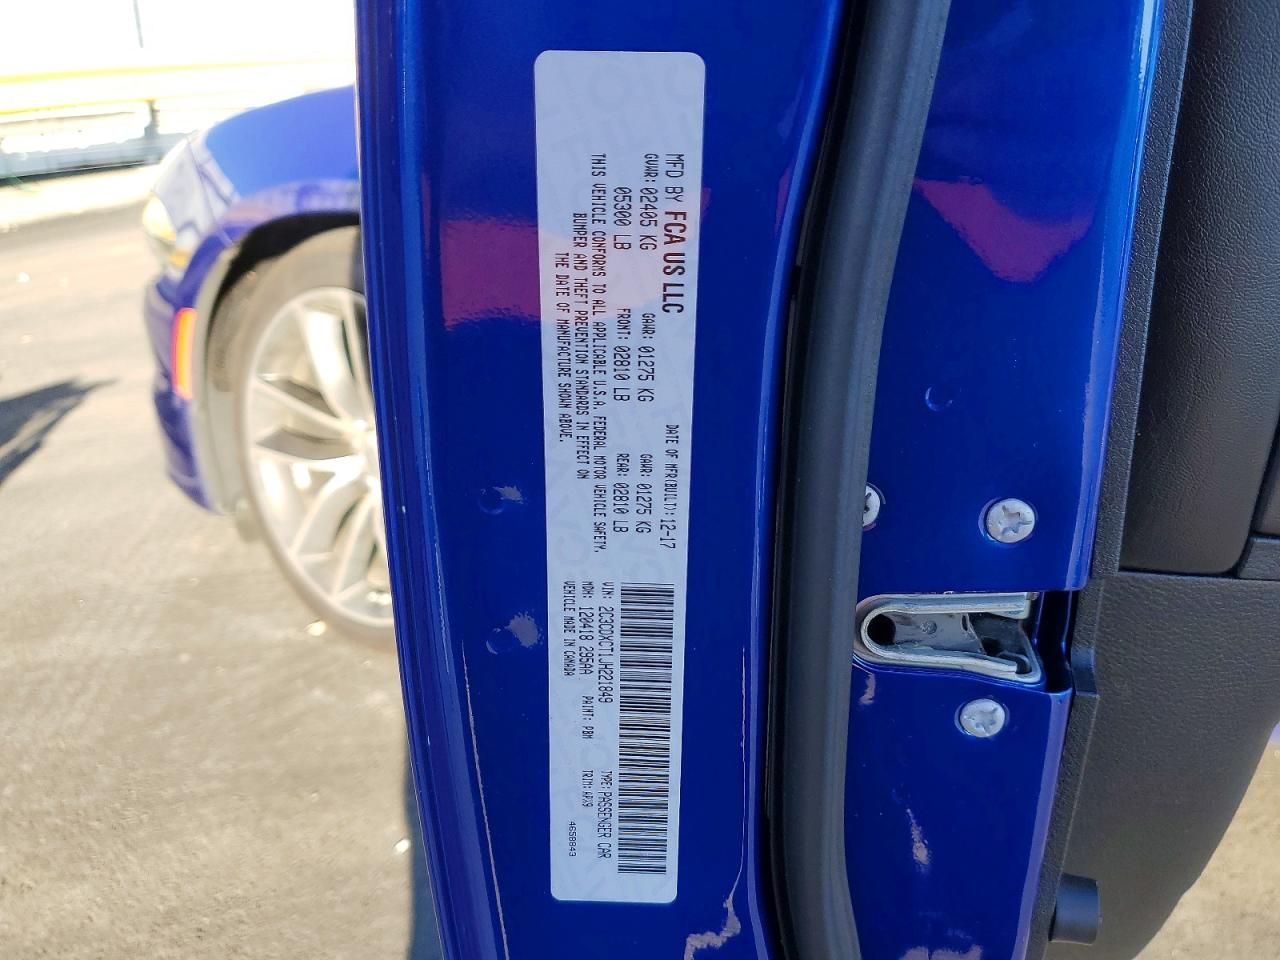 MFD BY FCA US LLC DATE OF MFR(BUILT): 12-17
GVWR: 02405 KG GAWR: 01275 KG GAWR: 01275 KG
05300 LB FRONT: 02810 LB REAR: 02810 LB
THIS VEHICLE CONFORMS TO ALL APPLICABLE U.S.A. FEDERAL MOTOR VEHICLE SAFETY,
BUMPER AND THEFT PREVENTION STANDARDS IN EFFECT ON
THE DATE OF MANUFACTURE SHOWN ABOVE.
VIN: 2C3CDXCT1JH221849 TYPE: PASSENGER CAR
MDH: 120418 295AA PAINT: PBM TRIM: APX9
VEHICLE MADE IN CANADA 4658843